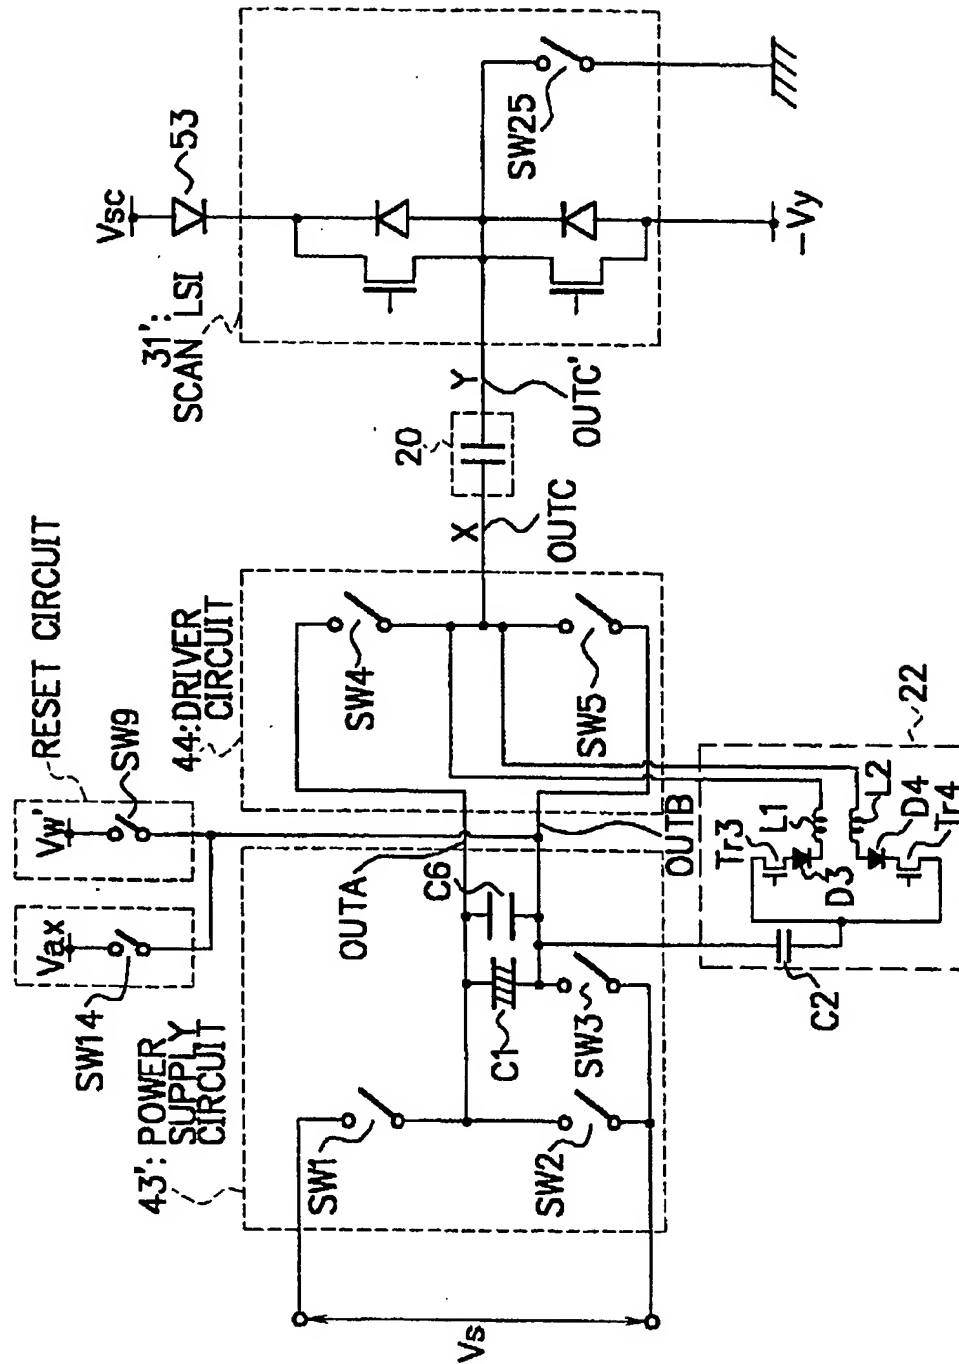 RESET CIRCUIT
Vw'
SW9
Vax
SW14
43': POWER
SUPPLY
CIRCUIT
44:DRIVER
CIRCUIT
31':
SCAN LSI
Vsc
53
SW25
-Vy
20
X
Y
OUTC
OUTC'
SW4
SW5
OUTA
OUTB
C6
C1
SW1
SW2
SW3
Vs
22
Tr3
L1
L2
D3
D4
Tr4
C2